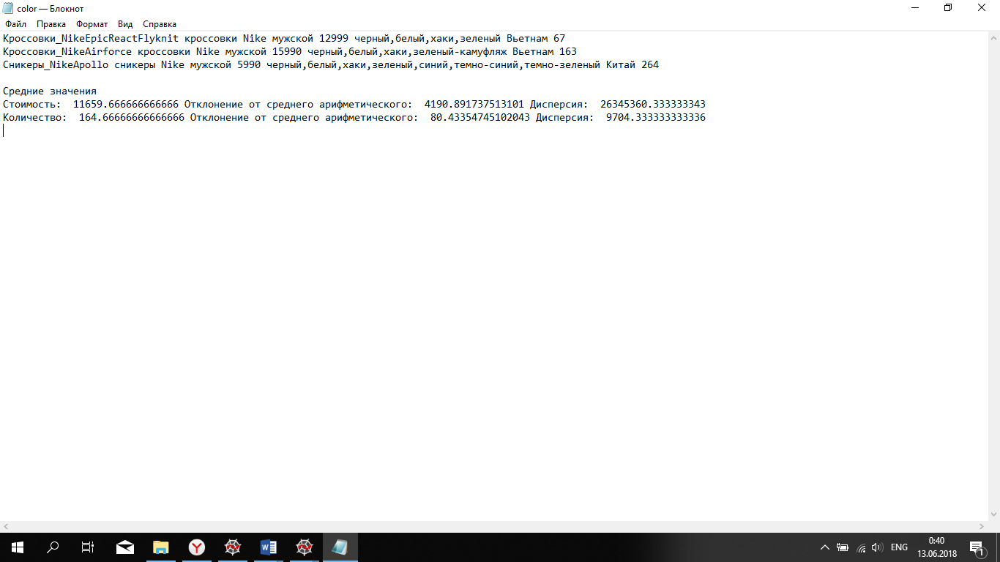 color — Блокнот
Файл Правка Формат Вид Справка
Кроссовки_NikeEpicReactFlyknit кроссовки Nike мужской 12999 черный,белый,хаки,зеленый Вьетнам 67
Кроссовки_NikeAirforce кроссовки Nike мужской 15990 черный,белый,хаки,зеленый-камуфляж Вьетнам 163
Сникеры_NikeApollo сникеры Nike мужской 5990 черный,белый,хаки,зеленый,синий,темно-синий,темно-зеленый Китай 264
Средние значения
Стоимость:  11659.666666666666 Отклонение от среднего арифметического:  4190.891737513101 Дисперсия:  26345360.333333343
Количество:  164.66666666666666 Отклонение от среднего арифметического:  80.43354745102043 Дисперсия:  9704.333333333336
ENG
0:40
13.06.2018
1